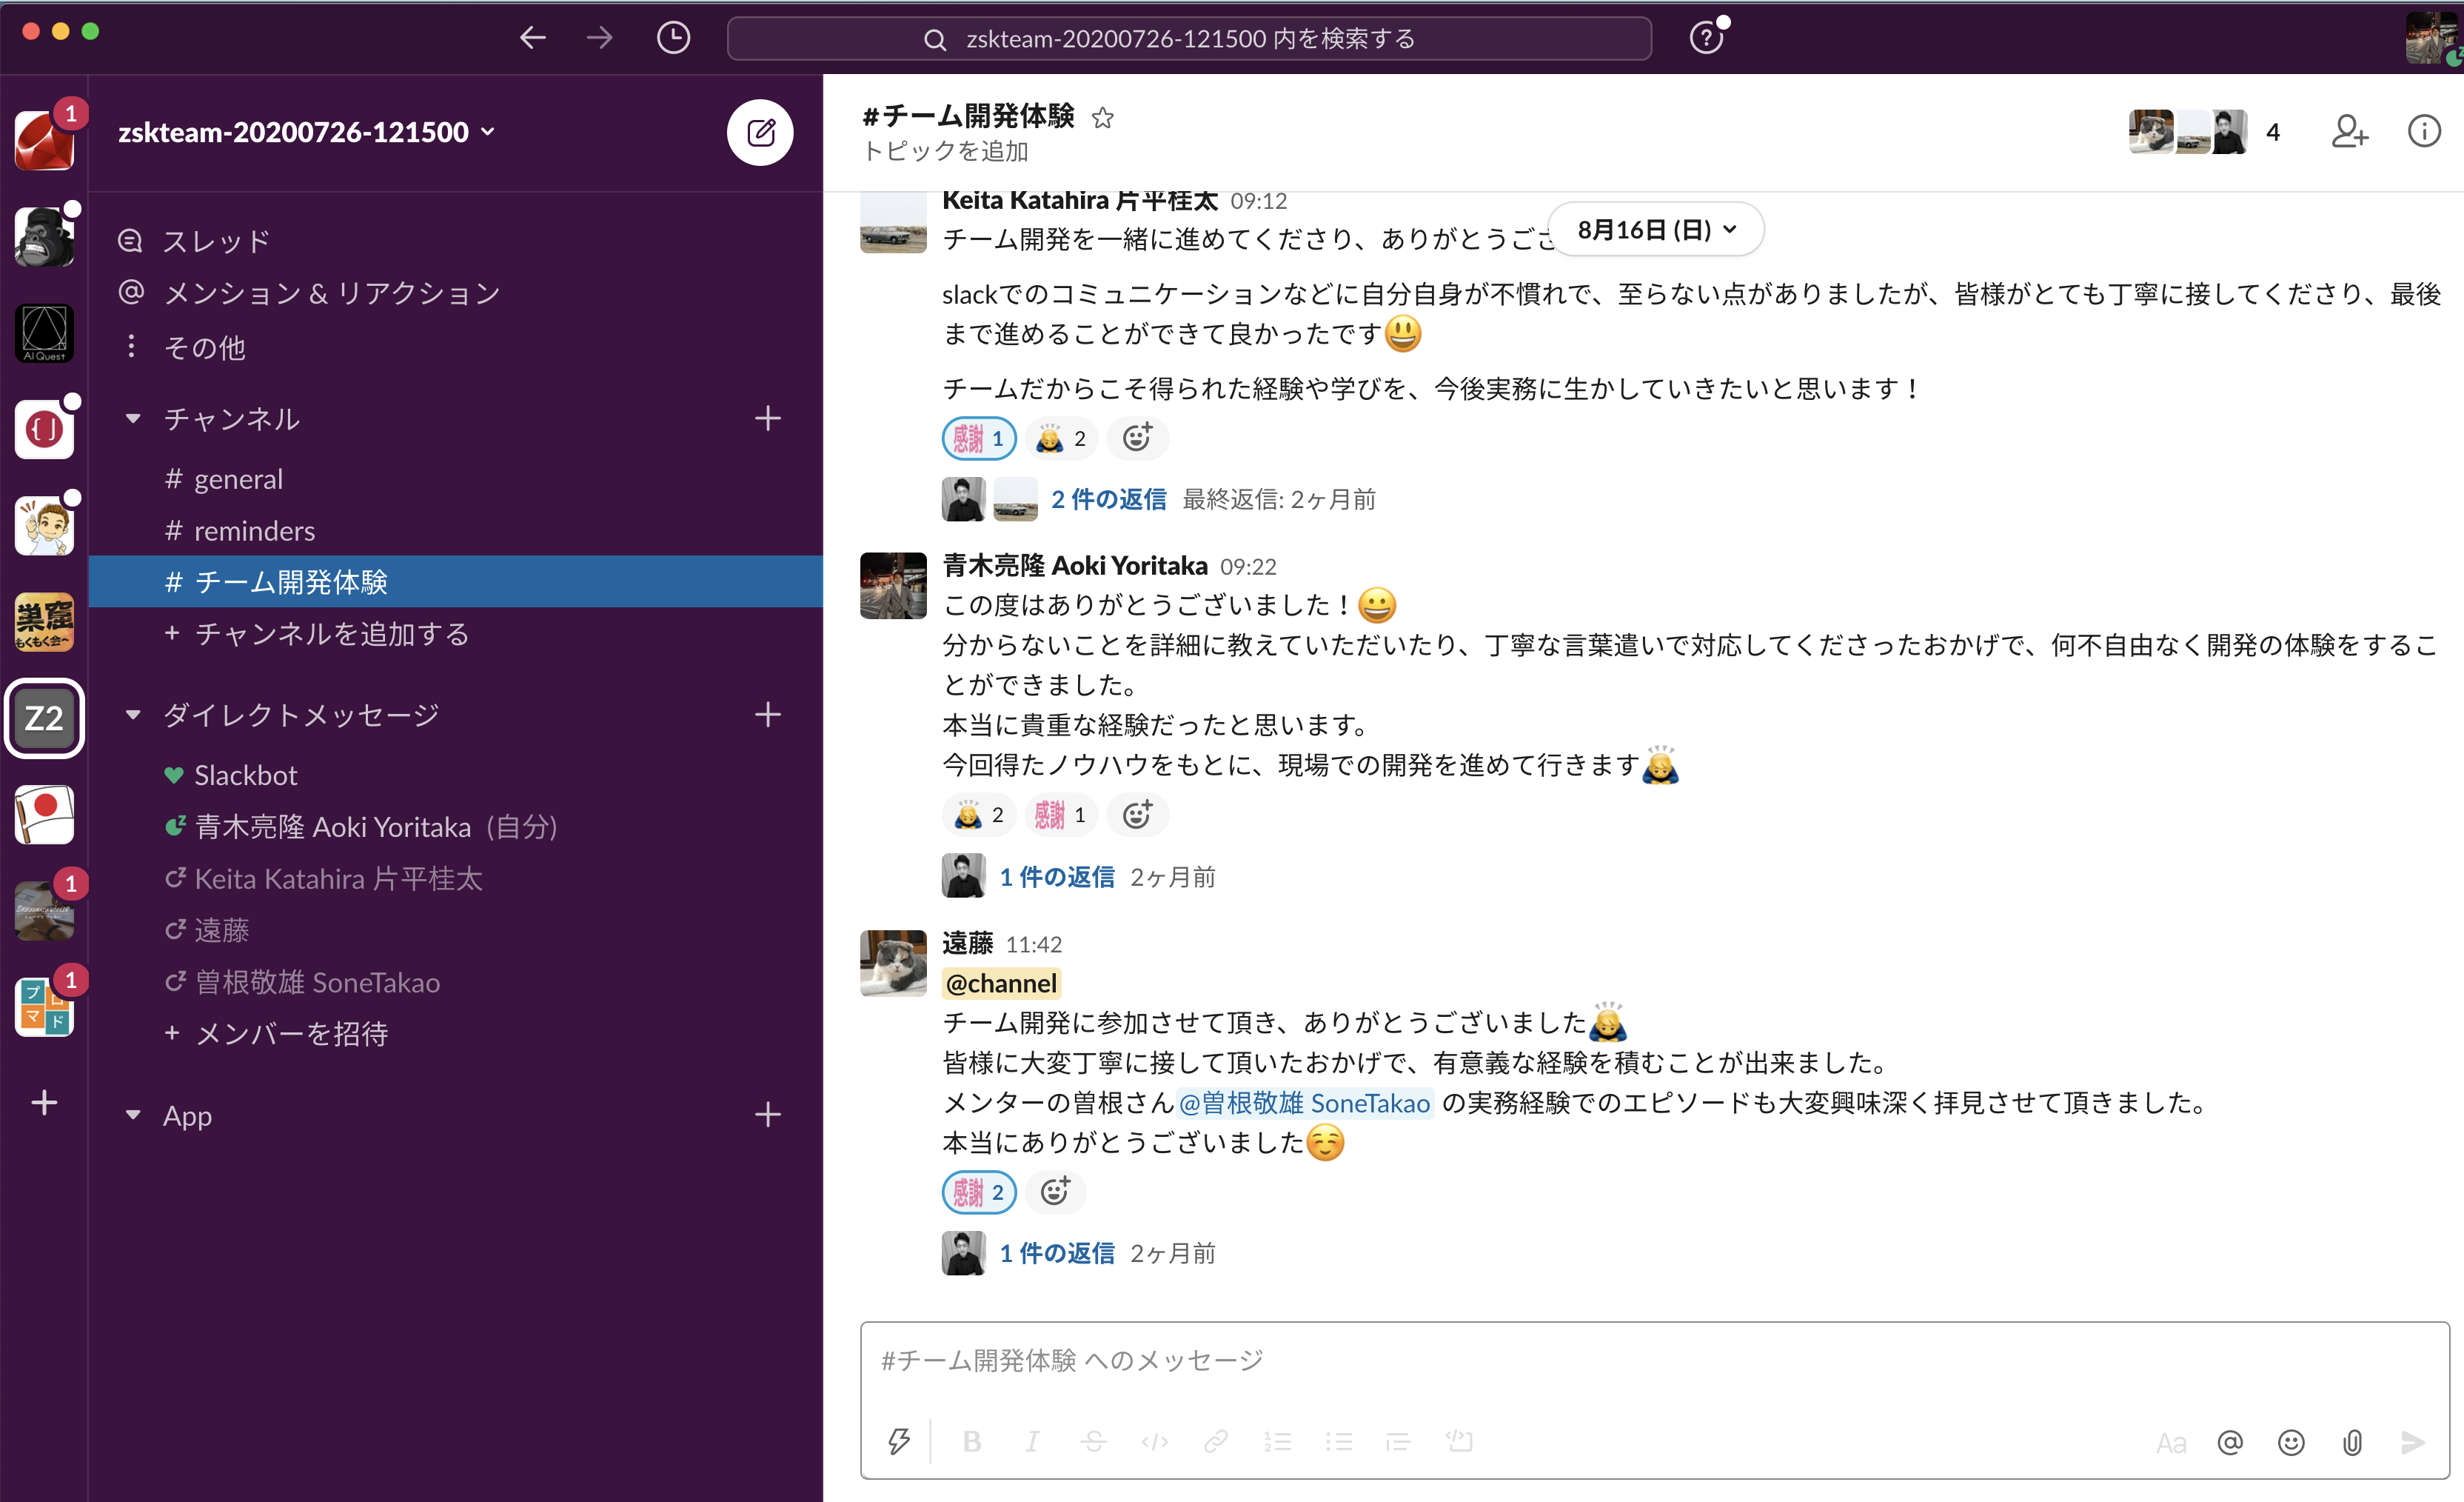 zskteam-20200726-121500 内を検索する
1
AI Quest
巣窟
もくもく会〜
Z2
1
プロ
マド
1
zskteam-20200726-121500
スレッド
メンション & リアクション
その他
チャンネル
# general
# reminders
# チーム開発体験
+ チャンネルを追加する
ダイレクトメッセージ
Slackbot
青木亮隆 Aoki Yoritaka (自分)
Keita Katahira 片平桂太
遠藤
曽根敬雄 SoneTakao
+ メンバーを招待
App
#チーム開発体験
トピックを追加
4
Keita Katahira 片平桂太 09:12
8月16日 (日)
チーム開発を一緒に進めてくださり、ありがとうござ
slackでのコミュニケーションなどに自分自身が不慣れで、至らない点がありましたが、皆様がとても丁寧に接してくださり、最後
まで進めることができて良かったです😃
チームだからこそ得られた経験や学びを、今後実務に生かしていきたいと思います！
感謝 1 🙇 2
2 件の返信 最終返信: 2ヶ月前
青木亮隆 Aoki Yoritaka 09:22
この度はありがとうございました！😀
分からないことを詳細に教えていただいたり、丁寧な言葉遣いで対応してくださったおかげで、何不自由なく開発の体験をするこ
とができました。
本当に貴重な経験だったと思います。
今回得たノウハウをもとに、現場での開発を進めて行きます🙇
🙇 2 感謝 1
1 件の返信 2ヶ月前
遠藤 11:42
@channel
チーム開発に参加させて頂き、ありがとうございました🙇
皆様に大変丁寧に接して頂いたおかげで、有意義な経験を積むことが出来ました。
メンターの曽根さん @曽根敬雄 SoneTakao の実務経験でのエピソードも大変興味深く拝見させて頂きました。
本当にありがとうございました☺️
感謝 2
1 件の返信 2ヶ月前
#チーム開発体験 へのメッセージ
B I S </> Aa @